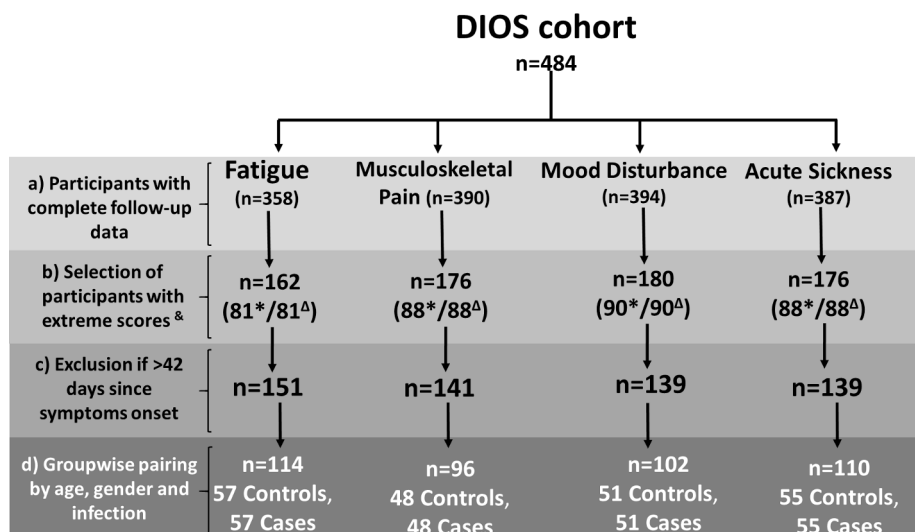 DIOS cohort
n=484
a) Participants with
complete follow-up
data
Fatigue
(n=358)
Musculoskeletal
Pain (n=390)
Mood Disturbance
(n=394)
Acute Sickness
(n=387)
b) Selection of
participants with
extreme scores &
n=162
(81*/81Δ)
n=176
(88*/88Δ)
n=180
(90*/90Δ)
n=176
(88*/88Δ)
c) Exclusion if >42
days since
symptoms onset
n=151
n=141
n=139
n=139
d) Groupwise pairing
by age, gender and
infection
n=114
57 Controls,
57 Cases
n=96
48 Controls,
48 Cases
n=102
51 Controls,
51 Cases
n=110
55 Controls,
55 Cases